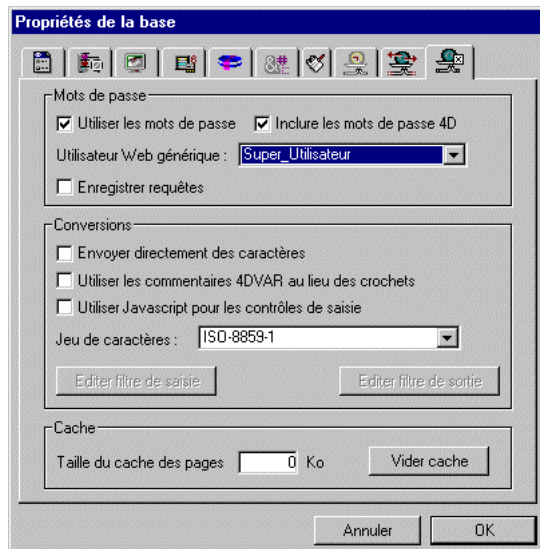 Propriétés de la base
Mots de passe
Utiliser les mots de passe Inclure les mots de passe 4D
Utilisateur Web générique : Super_Utilisateur
Enregistrer requêtes
Conversions
Envoyer directement des caractères
Utiliser les commentaires 4DVAR au lieu des crochets
Utiliser Javascript pour les contrôles de saisie
Jeu de caractères : ISO-8859-1
Editer filtre de saisie Editer filtre de sortie
Cache
Taille du cache des pages 0 Ko Vider cache
Annuler OK